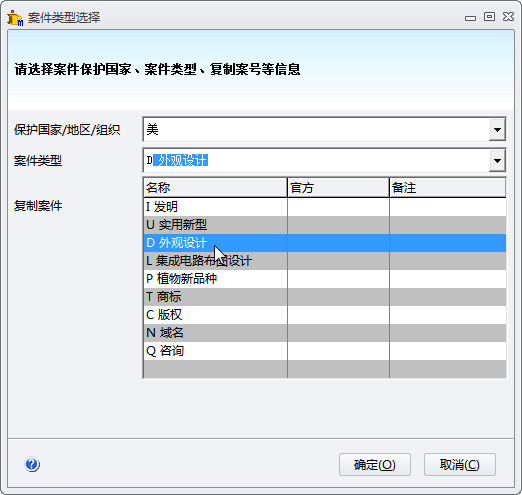 案件类型选择
请选择案件保护国家、案件类型、复制案号等信息
保护国家/地区/组织
美
案件类型
D 外观设计
复制案件
名称 官方 备注
I 发明
U 实用新型
D 外观设计
L 集成电路布图设计
P 植物新品种
T 商标
C 版权
N 域名
Q 咨询
确定(O) 取消(C)